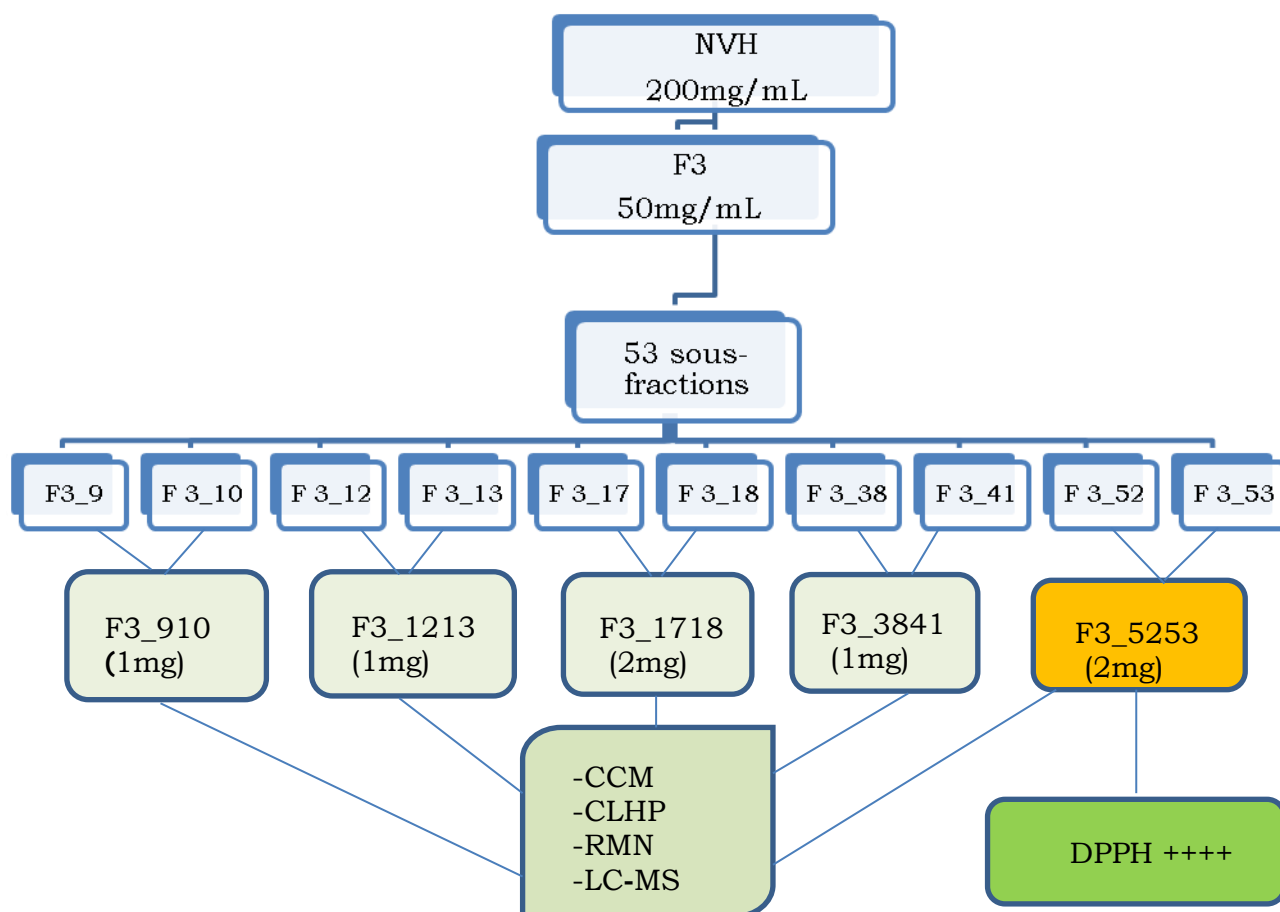 NVH
200mg/mL
F3
50mg/mL
53 sous-
fractions
F3_9
F 3_10
F 3_12
F 3_13
F 3_17
F 3_18
F 3_38
F 3_41
F 3_52
F 3_53
F3_910
(1mg)
F3_1213
(1mg)
F3_1718
(2mg)
F3_3841
(1mg)
F3_5253
(2mg)
-CCM
-CLHP
-RMN
-LC-MS
DPPH ++++